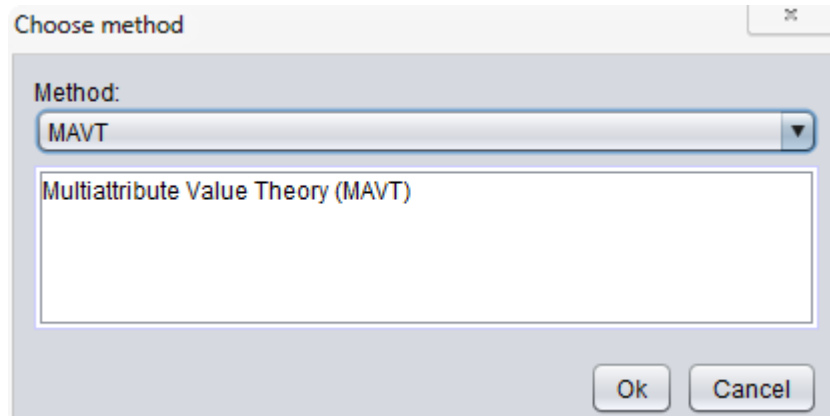 Choose method
Method:
MAVT
Multiattribute Value Theory (MAVT)
Ok Cancel